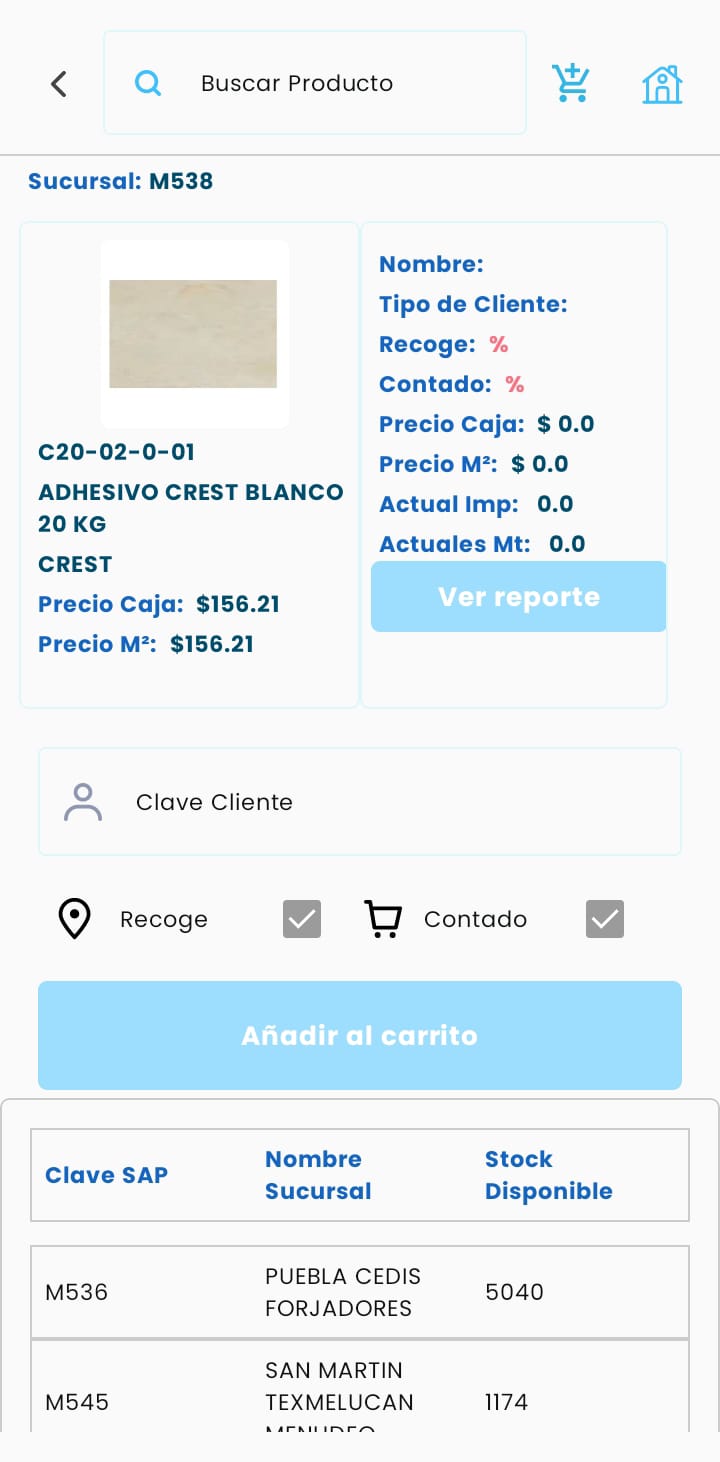 Buscar Producto
Sucursal: M538
C20-02-0-01
ADHESIVO CREST BLANCO
20 KG
CREST
Precio Caja: $156.21
Precio M²: $156.21
Nombre:
Tipo de Cliente:
Recoge: %
Contado: %
Precio Caja: $ 0.0
Precio M²: $ 0.0
Actual Imp: 0.0
Actuales Mt: 0.0
Ver reporte
Clave Cliente
Recoge
Contado
Añadir al carrito
Clave SAP
Nombre
Sucursal
Stock
Disponible
M536
PUEBLA CEDIS
FORJADORES
5040
M545
SAN MARTIN
TEXMELUCAN
MENUDEO
1174